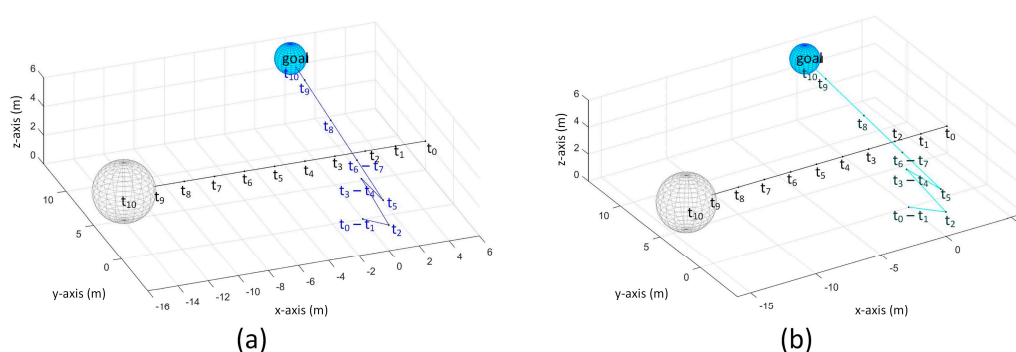 6
4
2
0
z-axis (m)
10
5
0
y-axis (m)
-16
-14
-12
-10
-8
-6
-4
-2
0
2
4
6
x-axis (m)
goal
t10
t9
t8
t6 – t7
t3 – t4
t5
t0 – t1
t2
t10
t9
t8
t7
t6
t5
t4
t3
t2
t1
t0
(a)
6
4
2
0
z-axis (m)
10
5
0
y-axis (m)
-15
-10
-5
0
x-axis (m)
goal
t10
t9
t8
t6 – t7
t3 – t4
t5
t0 – t1
t2
t10
t9
t8
t7
t6
t5
t4
t3
t2
t1
t0
(b)